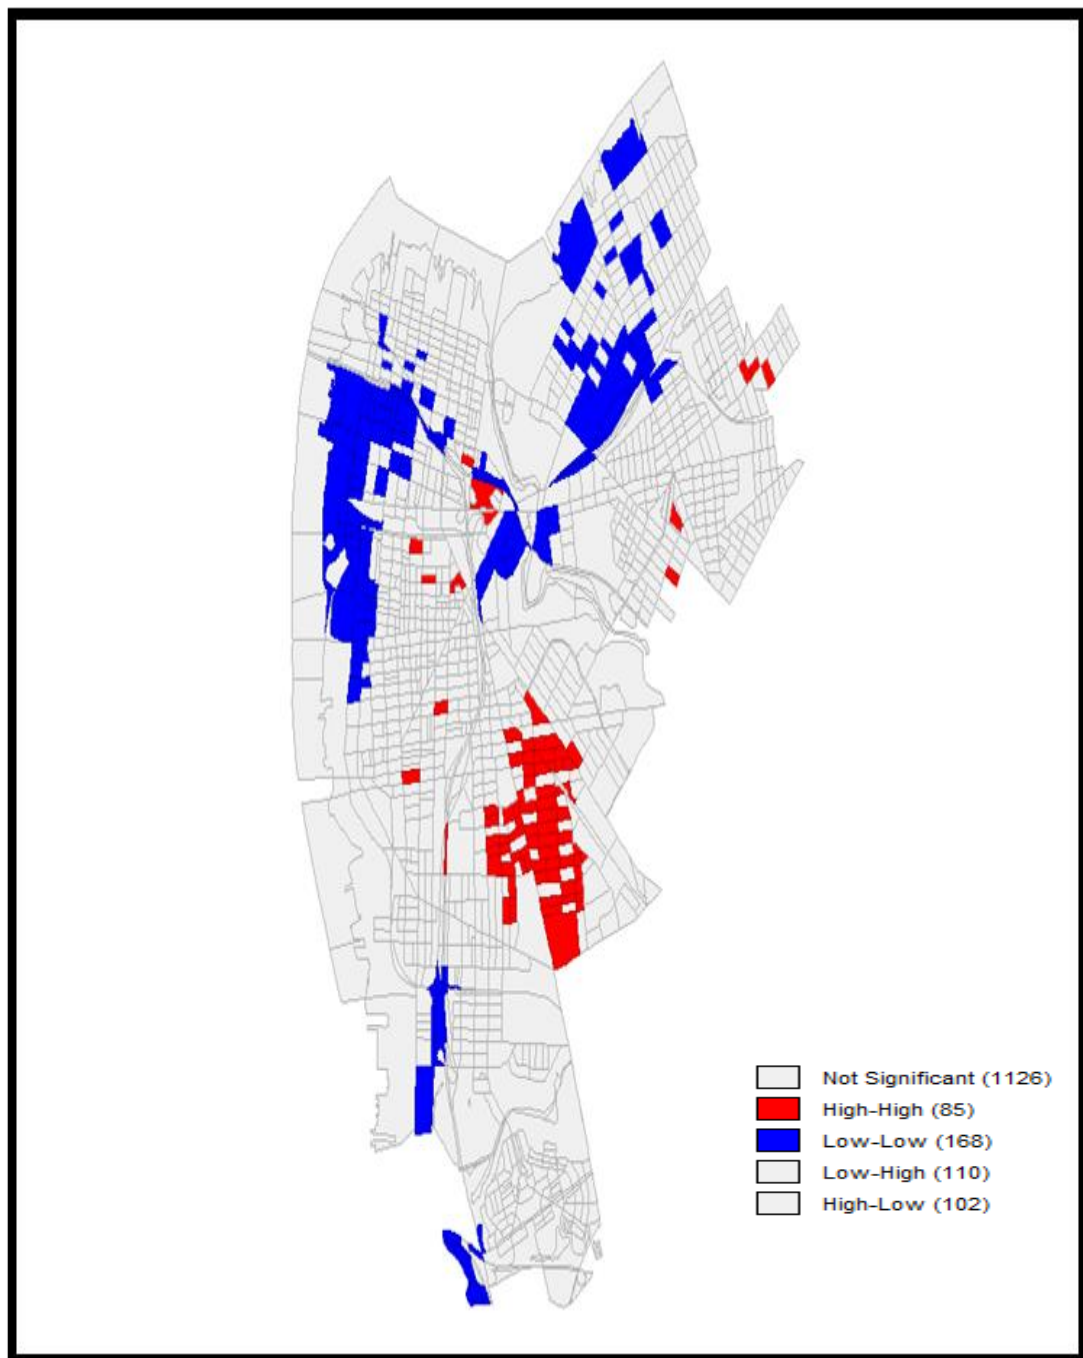 Not Significant (1126)
High-High (85)
Low-Low (168)
Low-High (110)
High-Low (102)